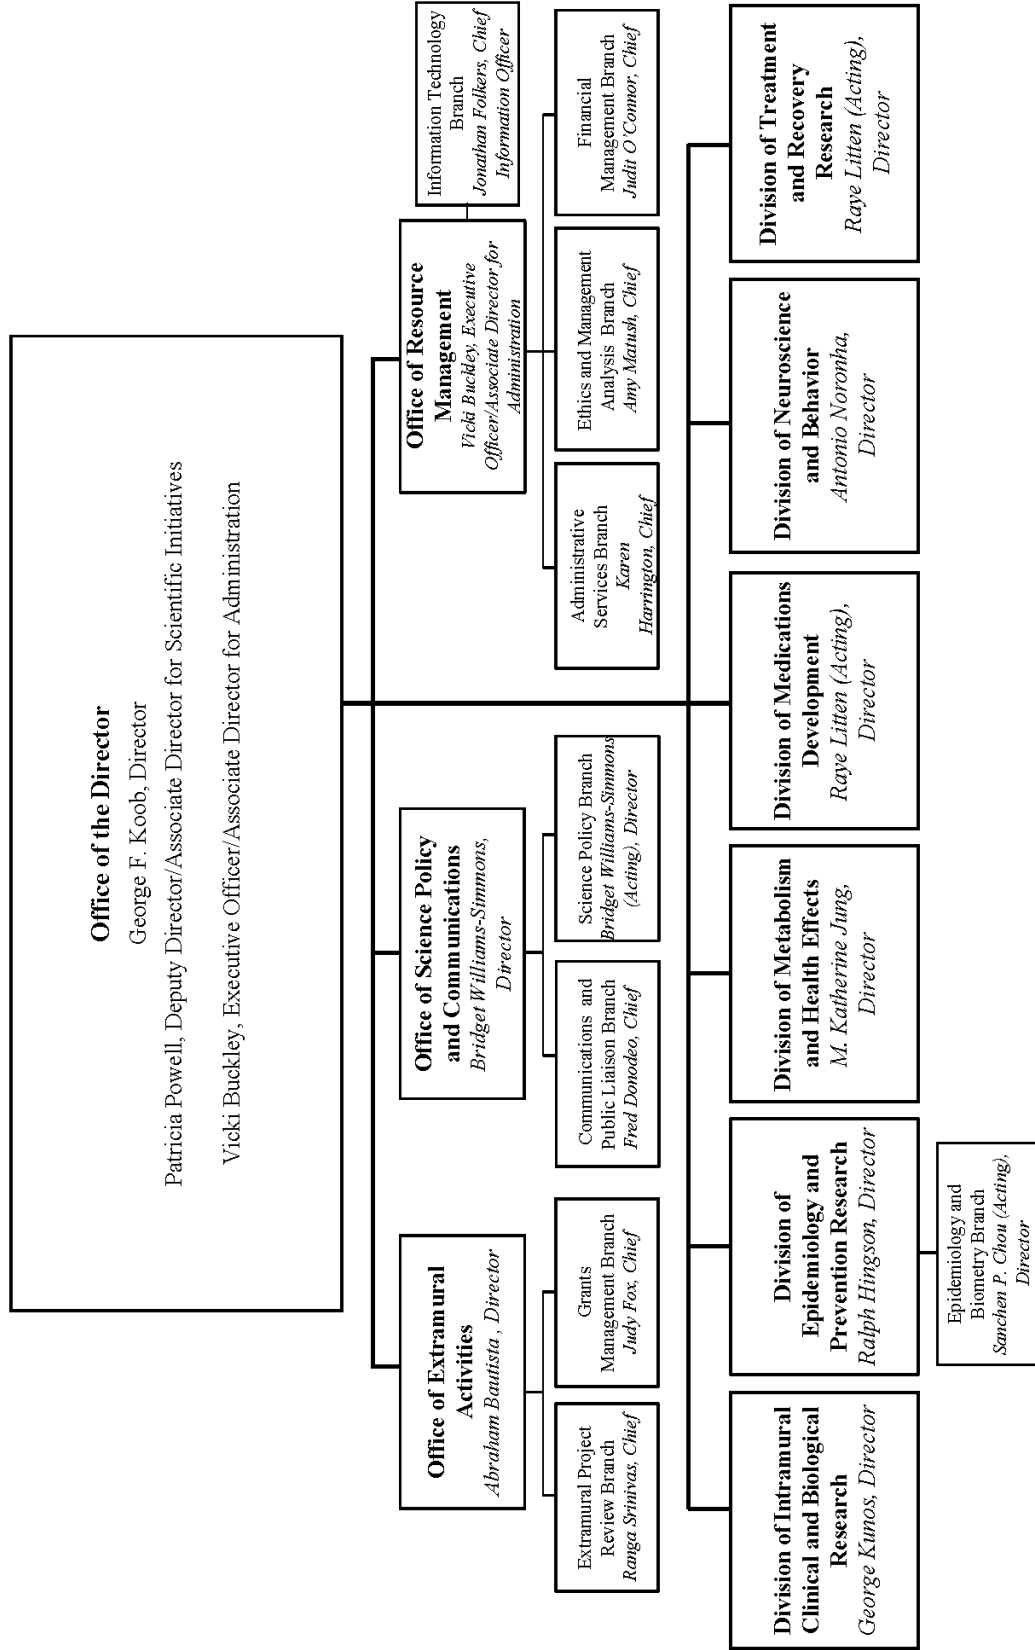 Office of the Director
George F. Koob, Director
Patricia Powell, Deputy Director/Associate Director for Scientific Initiatives
Vicki Buckley, Executive Officer/Associate Director for Administration
Office of Extramural
Activities
Abraham Bautista , Director
Office of Science Policy
and Communications
Bridget Williams-Simmons,
Director
Office of Resource
Management
Vicki Buckley, Executive
Officer/Associate Director for
Administration
Information Technology
Branch
Jonathan Folkers, Chief
Information Officer
Extramural Project
Review Branch
Ranga Srinivas, Chief
Grants
Management Branch
Judy Fox, Chief
Communications and
Public Liaison Branch
Fred Donodeo, Chief
Science Policy Branch
Bridget Williams-Simmons
(Acting), Director
Administrative
Services Branch
Karen
Harrington, Chief
Ethics and Management
Analysis Branch
Amy Matush, Chief
Financial
Management Branch
Judit O’Connor, Chief
Division of Intramural
Clinical and Biological
Research
George Kunos, Director
Division of
Epidemiology and
Prevention Research
Ralph Hingson, Director
Division of Metabolism
and Health Effects
M. Katherine Jung,
Director
Division of Medications
Development
Raye Litten (Acting),
Director
Division of Neuroscience
and Behavior
Antonio Noronha,
Director
Division of Treatment
and Recovery
Research
Raye Litten (Acting),
Director
Epidemiology and
Biometry Branch
Sanchen P. Chou (Acting),
Director